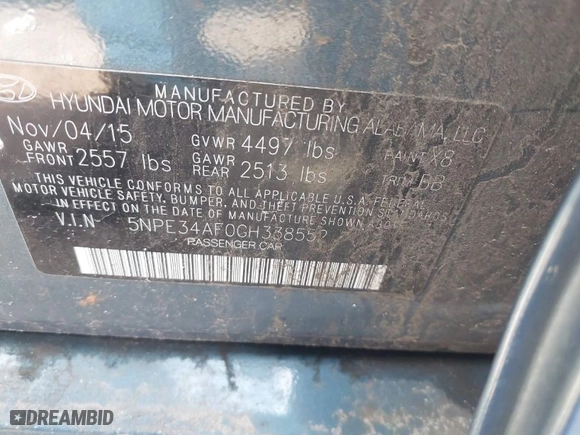 MANUFACTURED BY
HYUNDAI MOTOR MANUFACTURING ALABAMA, LLC
Nov/04/15 GVWR 4497 lbs PAINT X8
GAWR FRONT 2557 lbs GAWR REAR 2513 lbs TRIM BB
THIS VEHICLE CONFORMS TO ALL APPLICABLE U.S.A. FEDERAL
MOTOR VEHICLE SAFETY, BUMPER, AND THEFT PREVENTION STANDARDS
IN EFFECT ON THE DATE OF MANUFACTURE SHOWN ABOVE
V.I.N 5NPE34AF0GH338552
PASSENGER CAR
DREAMBID